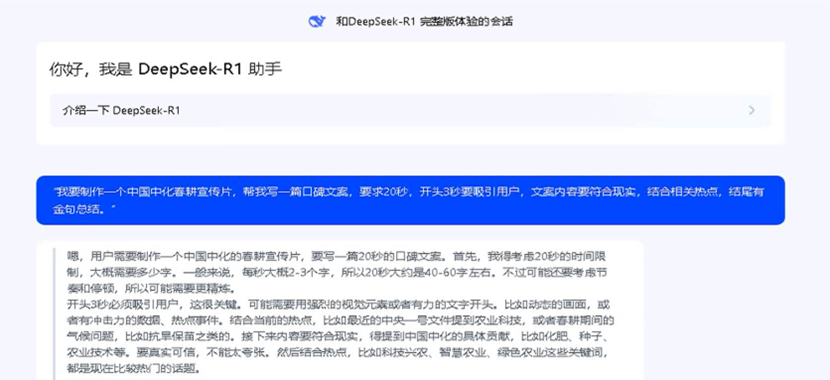 和DeepSeek-R1 完整版体验的会话
你好，我是 DeepSeek-R1 助手
介绍一下 DeepSeek-R1
“我要制作一个中国中化春耕宣传片，帮我写一篇口碑文案，要求20秒，开头3秒要吸引用户，文案内容要符合现实，结合相关热点，结尾有
金句总结。”
嗯，用户需要制作一个中国中化的春耕宣传片，要写一篇20秒的口碑文案。首先，我得考虑20秒的时间限
制，大概需要多少字。一般来说，每秒大概2-3个字，所以20秒大约是40-60字左右。不过可能还要考虑节
奏和停顿，所以可能需要更精炼。
开头3秒必须吸引用户，这很关键。可能需要用强烈的视觉元素或者有力的文字开头。比如动态的画面，或
者有冲击力的数据、热点事件。结合当前的热点，比如最近的中央一号文件提到农业科技，或者春耕期间的
气候问题，比如抗旱保苗之类的。接下来内容要符合现实，得提到中国中化的具体贡献，比如化肥、种子、
农业技术等。要真实可信，不能太夸张。然后结合热点，比如科技兴农、智慧农业、绿色农业这些关键词，
都是现在比较热门的话题。